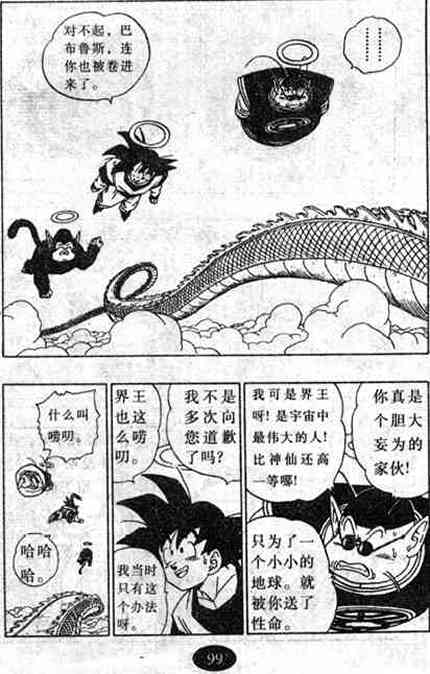 ……
……
对不起，巴
布鲁斯，连
你也被卷进
来了。
你真是
个胆大
妄为的
家伙!
只为了一
个小小的
地球。就
被你送了
性命。
我可是界王
呀! 是宇宙中
最伟大的人!
比神仙还高
一等哪!
我不是
多次向
您道歉
了吗?
界王
也这
么唠
叨。
我当时
只有这
个办法
呀。
什么叫
唠叨。
哈哈
哈。
99